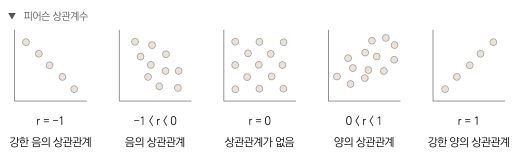 ▼ 피어슨 상관계수
r = −1
−1 < r < 0
r = 0
0 < r < 1
r = 1
강한 음의 상관관계
음의 상관관계
상관관계가 없음
양의 상관관계
강한 양의 상관관계